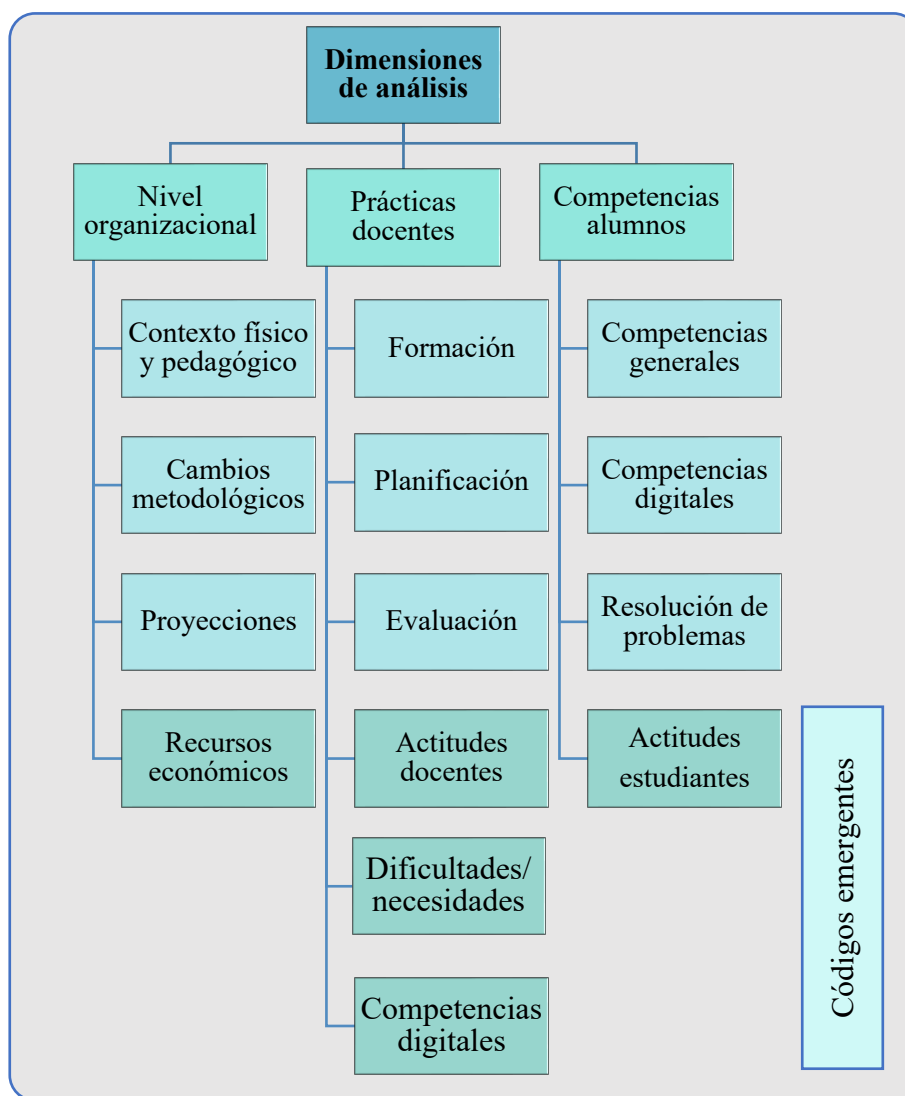 Dimensiones
de análisis
Nivel
organizacional
Prácticas
docentes
Competencias
alumnos
Contexto físico
y pedagógico
Formación
Competencias
generales
Cambios
metodológicos
Planificación
Competencias
digitales
Proyecciones
Evaluación
Resolución de
problemas
Recursos
económicos
Actitudes
docentes
Actitudes
estudiantes
Dificultades/
necesidades
Competencias
digitales
Códigos emergentes